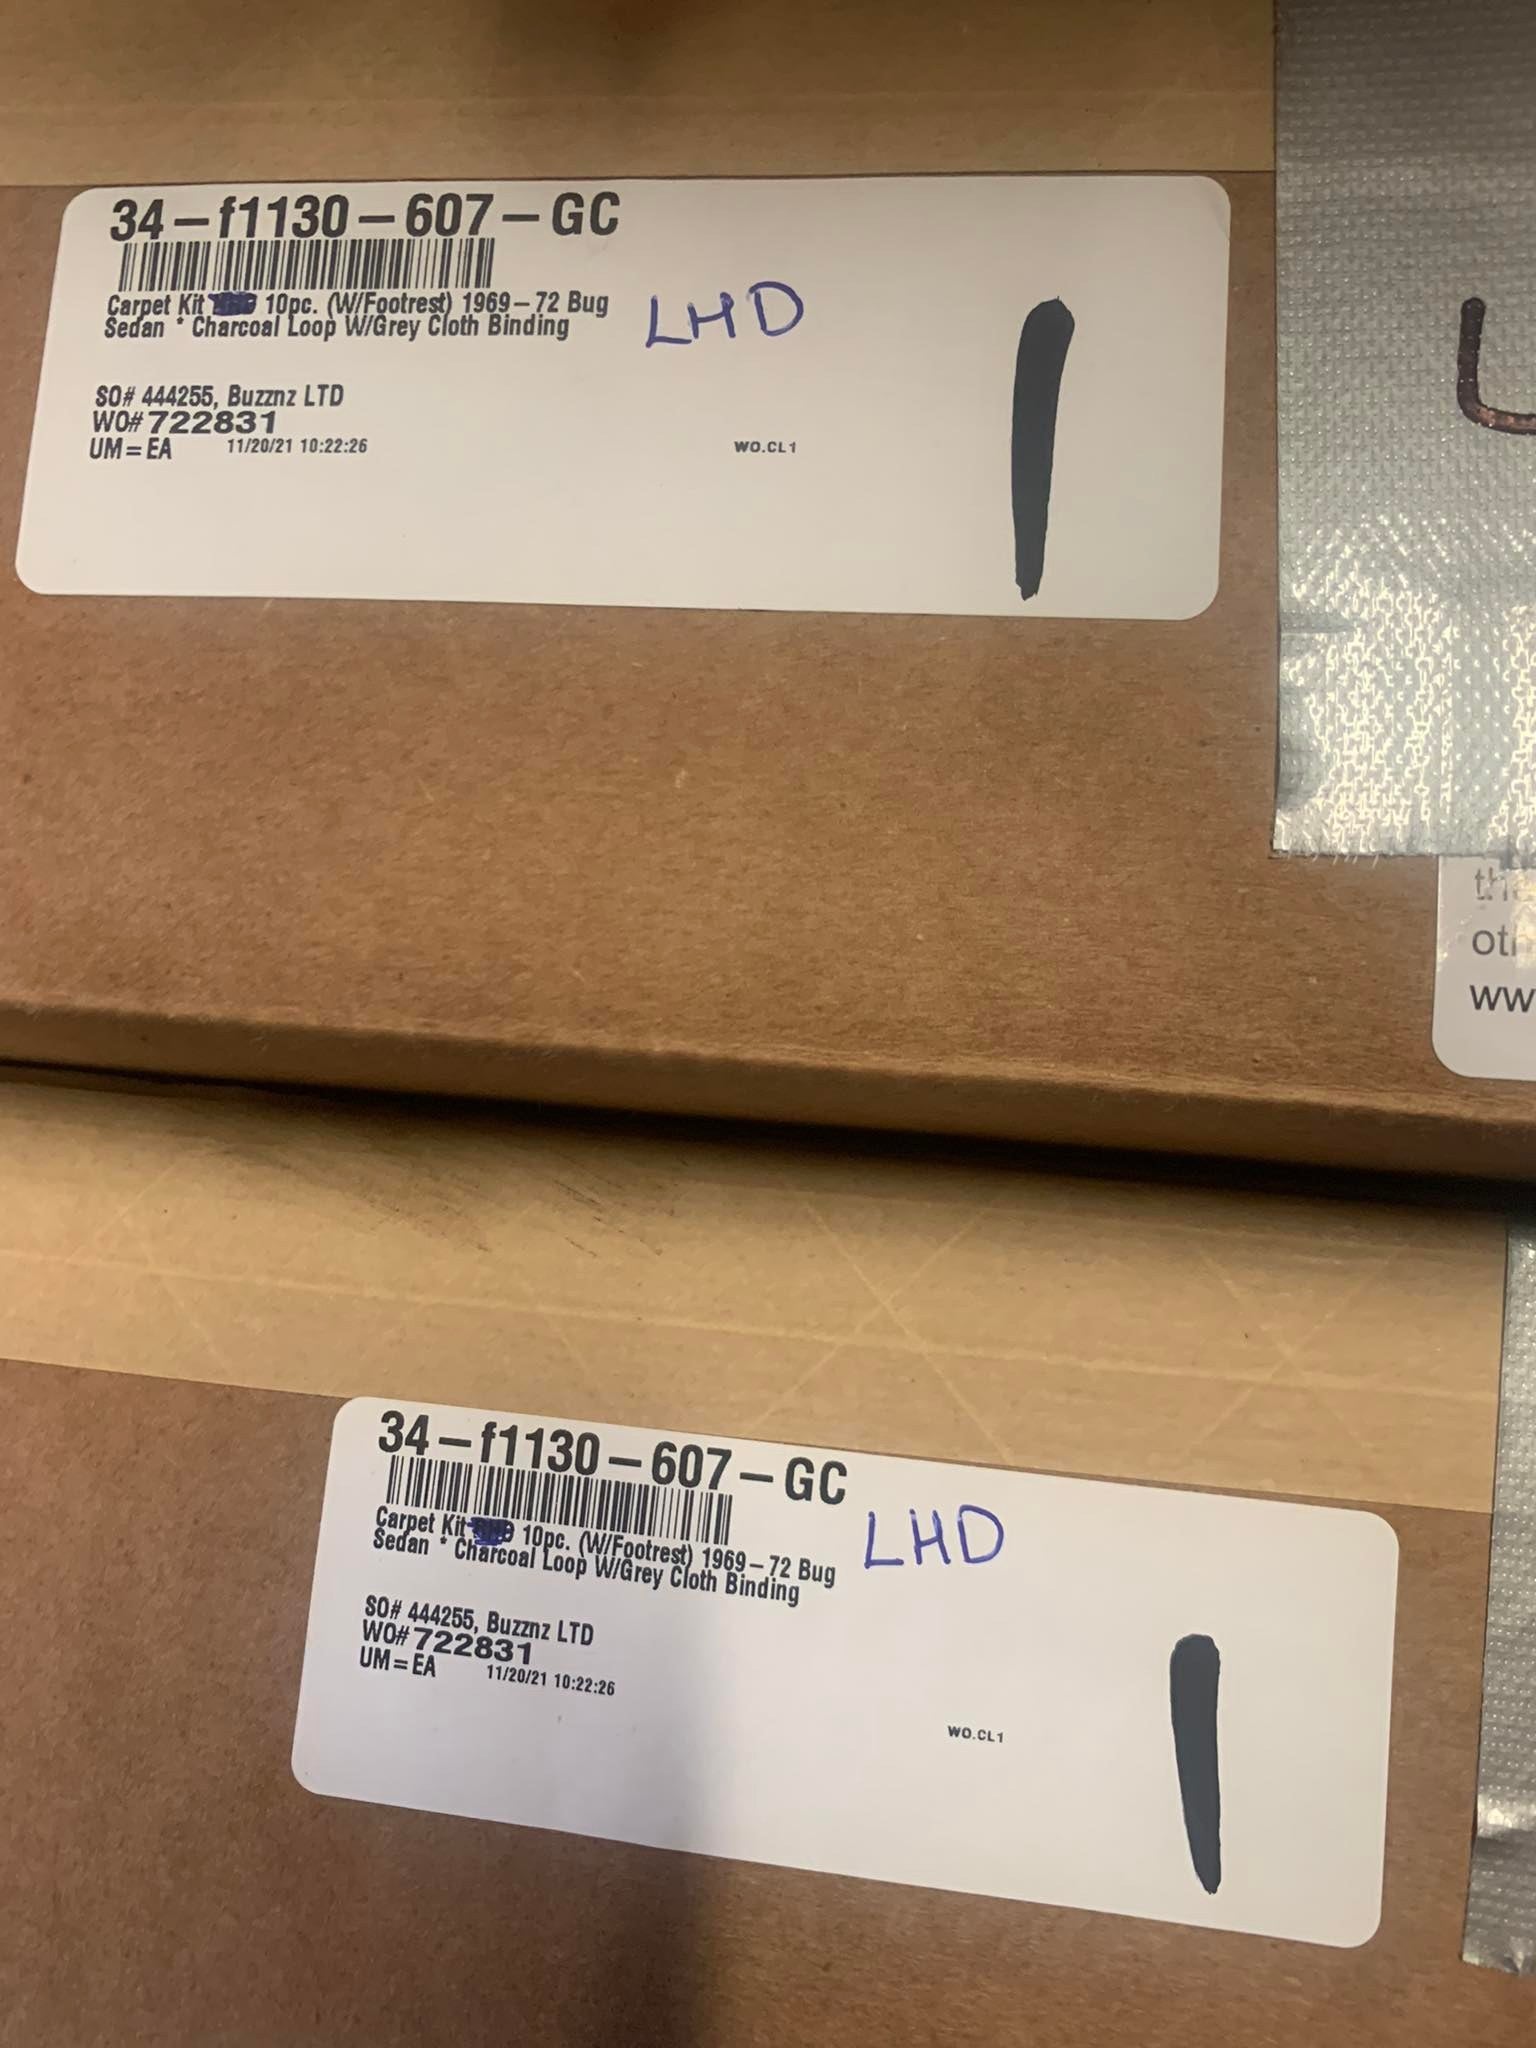 34-f1130-607-GC
Carpet Kit 10pc. (W/Footrest) 1969-72 Bug
Sedan * Charcoal Loop W/Grey Cloth Binding
LHD
SO# 444255, Buzznz LTD
WO# 722831
UM=EA 11/20/21 10:22:26
WO.CL1
34-f1130-607-GC
Carpet Kit 10pc. (W/Footrest) 1969-72 Bug
Sedan * Charcoal Loop W/Grey Cloth Binding
LHD
SO# 444255, Buzznz LTD
WO# 722831
UM=EA 11/20/21 10:22:26
WO.CL1